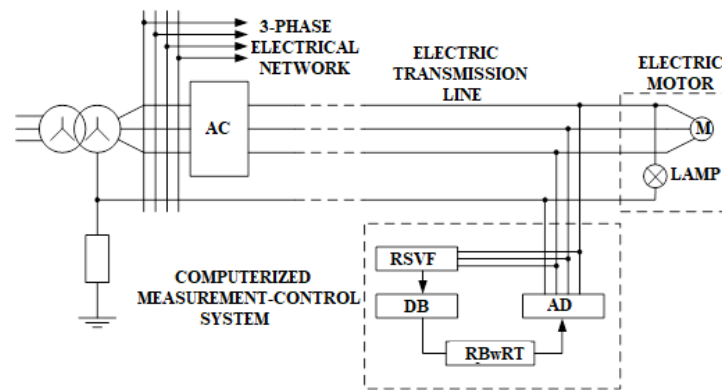 3-PHASE
ELECTRICAL
NETWORK
ELECTRIC
TRANSMISSION
LINE
ELECTRIC
MOTOR
AC
M
LAMP
RSVF
COMPUTERIZED
MEASUREMENT-CONTROL
SYSTEM
DB
AD
RBwRT